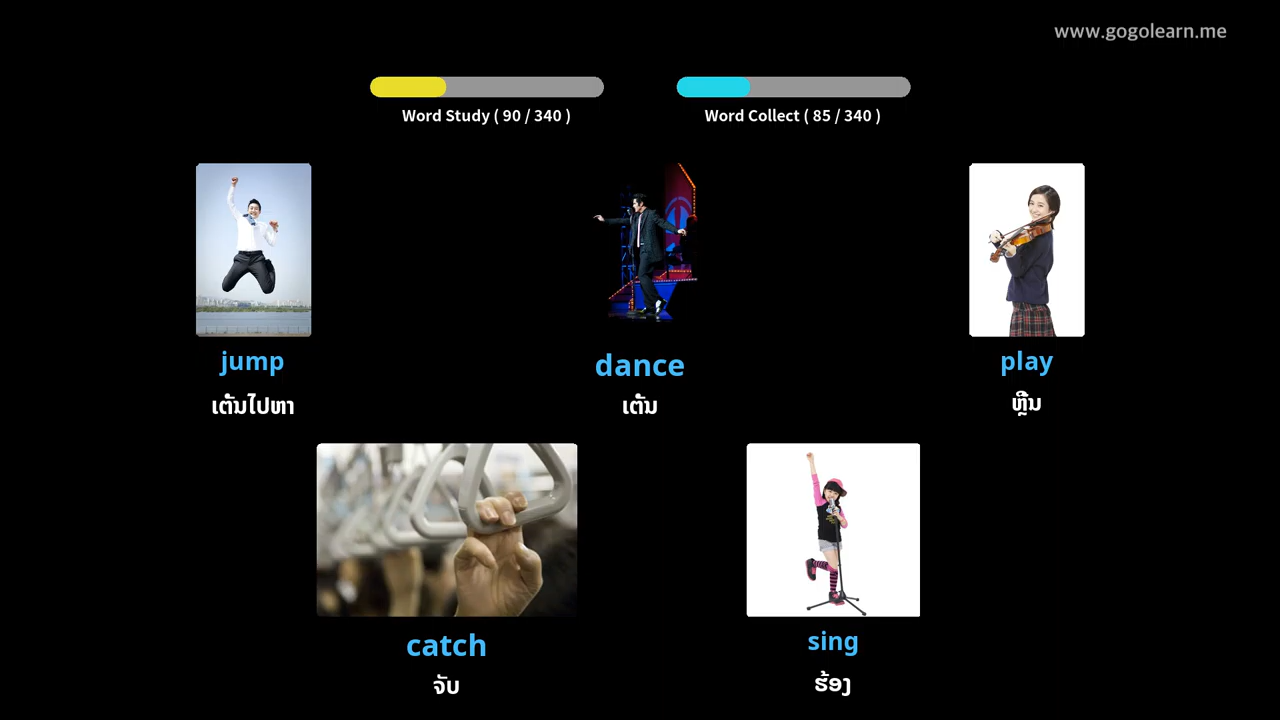 www.gogolearn.me
Word Study ( 90 / 340 )
Word Collect ( 85 / 340 )
jump
dance
play
ເຕັ້ນໄປຫາ
ເຕັ້ນ
ຫຼິ້ນ
catch
sing
ຈັບ
ຮ້ອງ